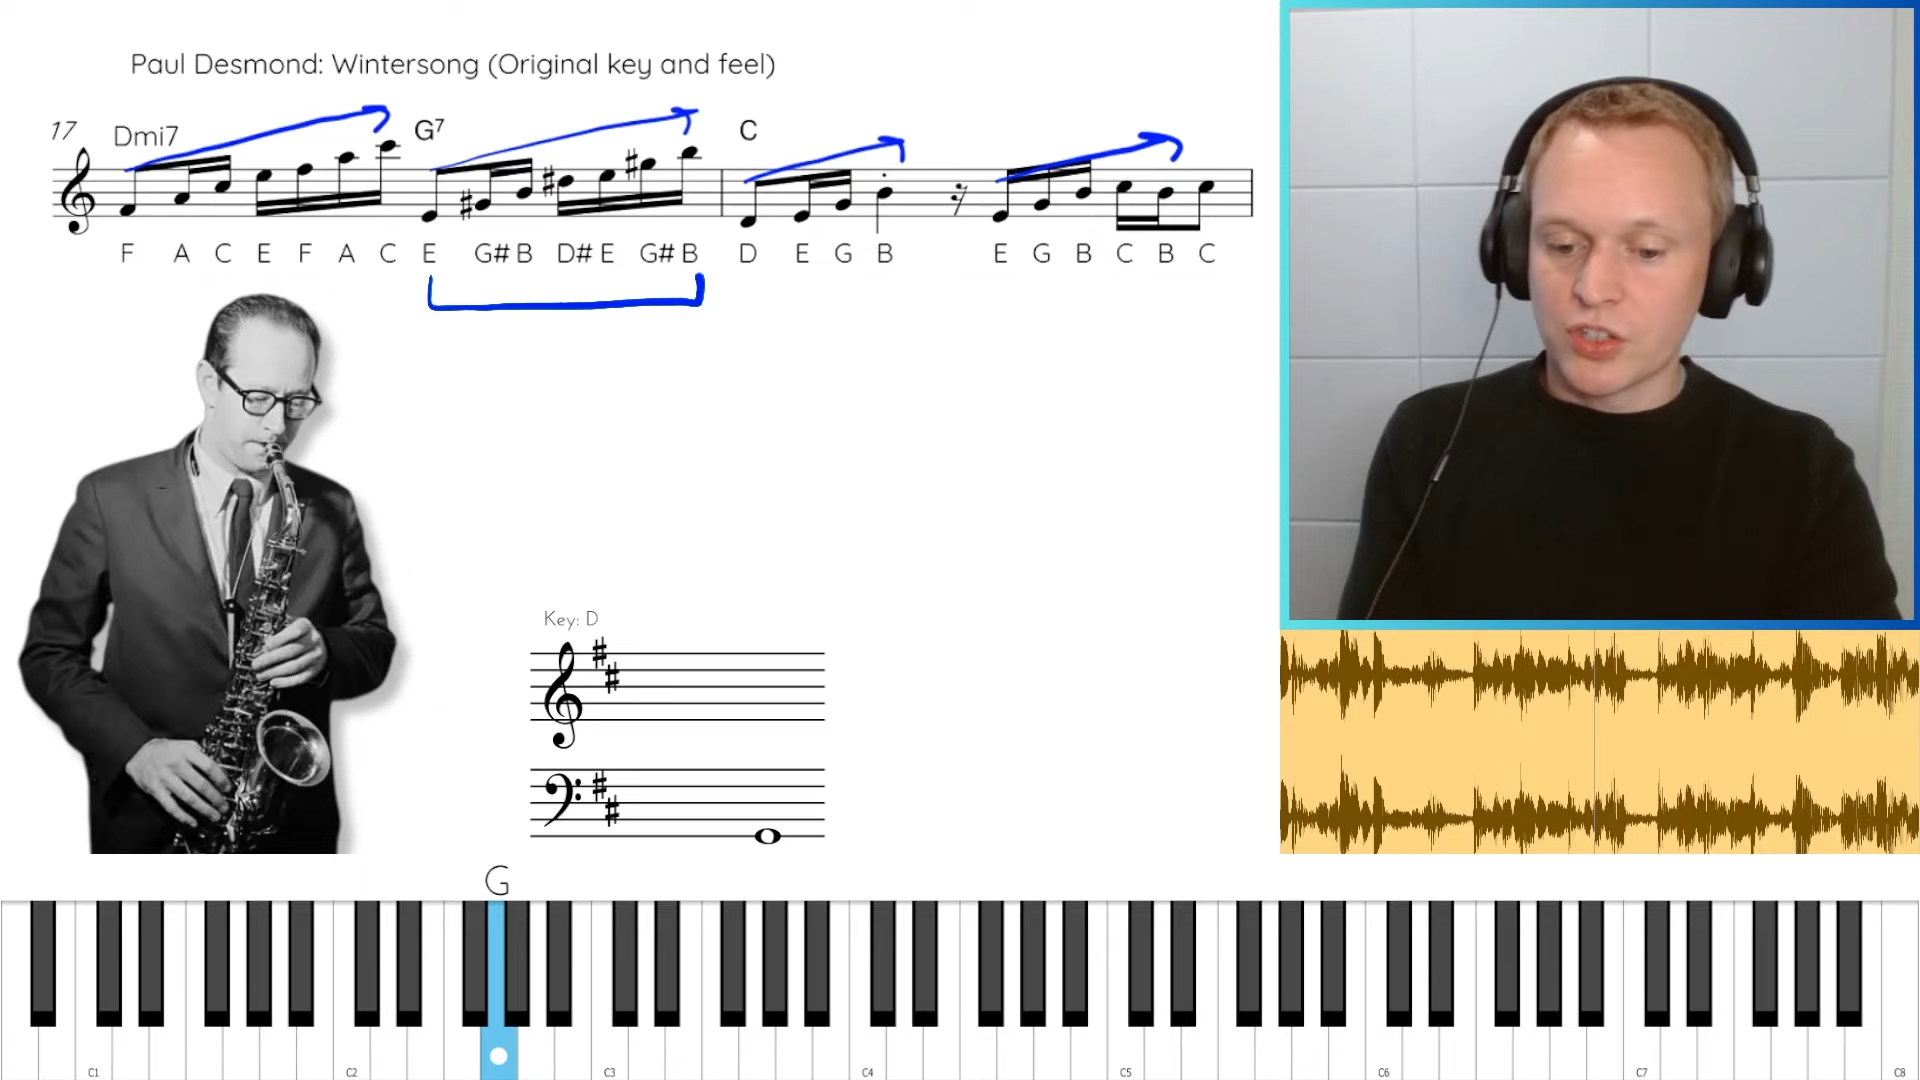 Paul Desmond: Wintersong (Original key and feel)
17 Dmi7 G7 C
F A C E F A C E G# B D# E G# B D E G B E G B C B C
Key: D
G
C1 C2 C3 C4 C5 C6 C7 C8